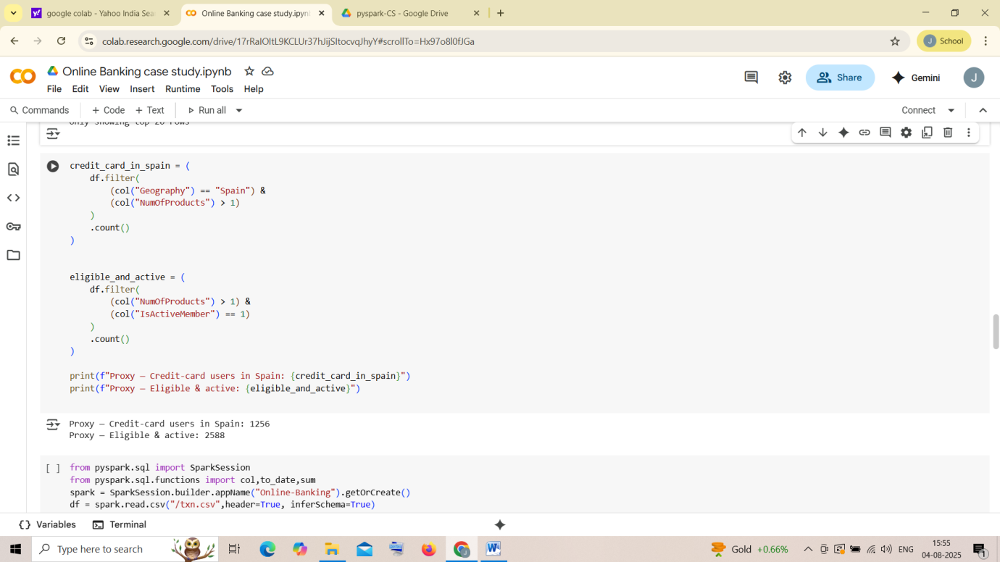 google colab - Yahoo India Sea
Online Banking case study.ipynb
pyspark-CS - Google Drive
colab.research.google.com/drive/17rRaIOItL9KCLUr37hJijSItocvqJhyY#scrollTo=Hx97o8l0fJGa
J School
Online Banking case study.ipynb
File Edit View Insert Runtime Tools Help
Share
Gemini
J
Commands + Code + Text Run all
Connect
only showing top 20 rows
credit_card_in_spain = (
df.filter(
(col("Geography") == "Spain") &
(col("NumOfProducts") > 1)
)
.count()
)
eligible_and_active = (
df.filter(
(col("NumOfProducts") > 1) &
(col("IsActiveMember") == 1)
)
.count()
)
print(f"Proxy – Credit-card users in Spain: {credit_card_in_spain}")
print(f"Proxy – Eligible & active: {eligible_and_active}")
Proxy – Credit-card users in Spain: 1256
Proxy – Eligible & active: 2588
[ ] from pyspark.sql import SparkSession
from pyspark.sql.functions import col,to_date,sum
spark = SparkSession.builder.appName("Online-Banking").getOrCreate()
df = spark.read.csv("/txn.csv",header=True, inferSchema=True)
{} Variables Terminal
Type here to search
Gold +0.66%
ENG
15:55
04-08-2025
1